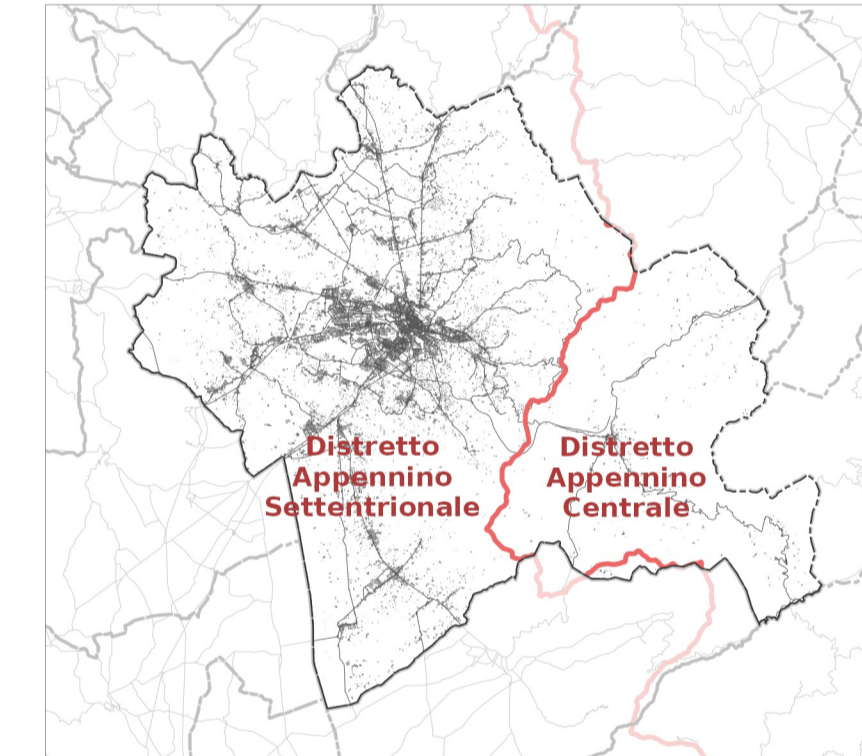 Distretto
Appennino
Settentrionale
Distretto
Appennino
Centrale